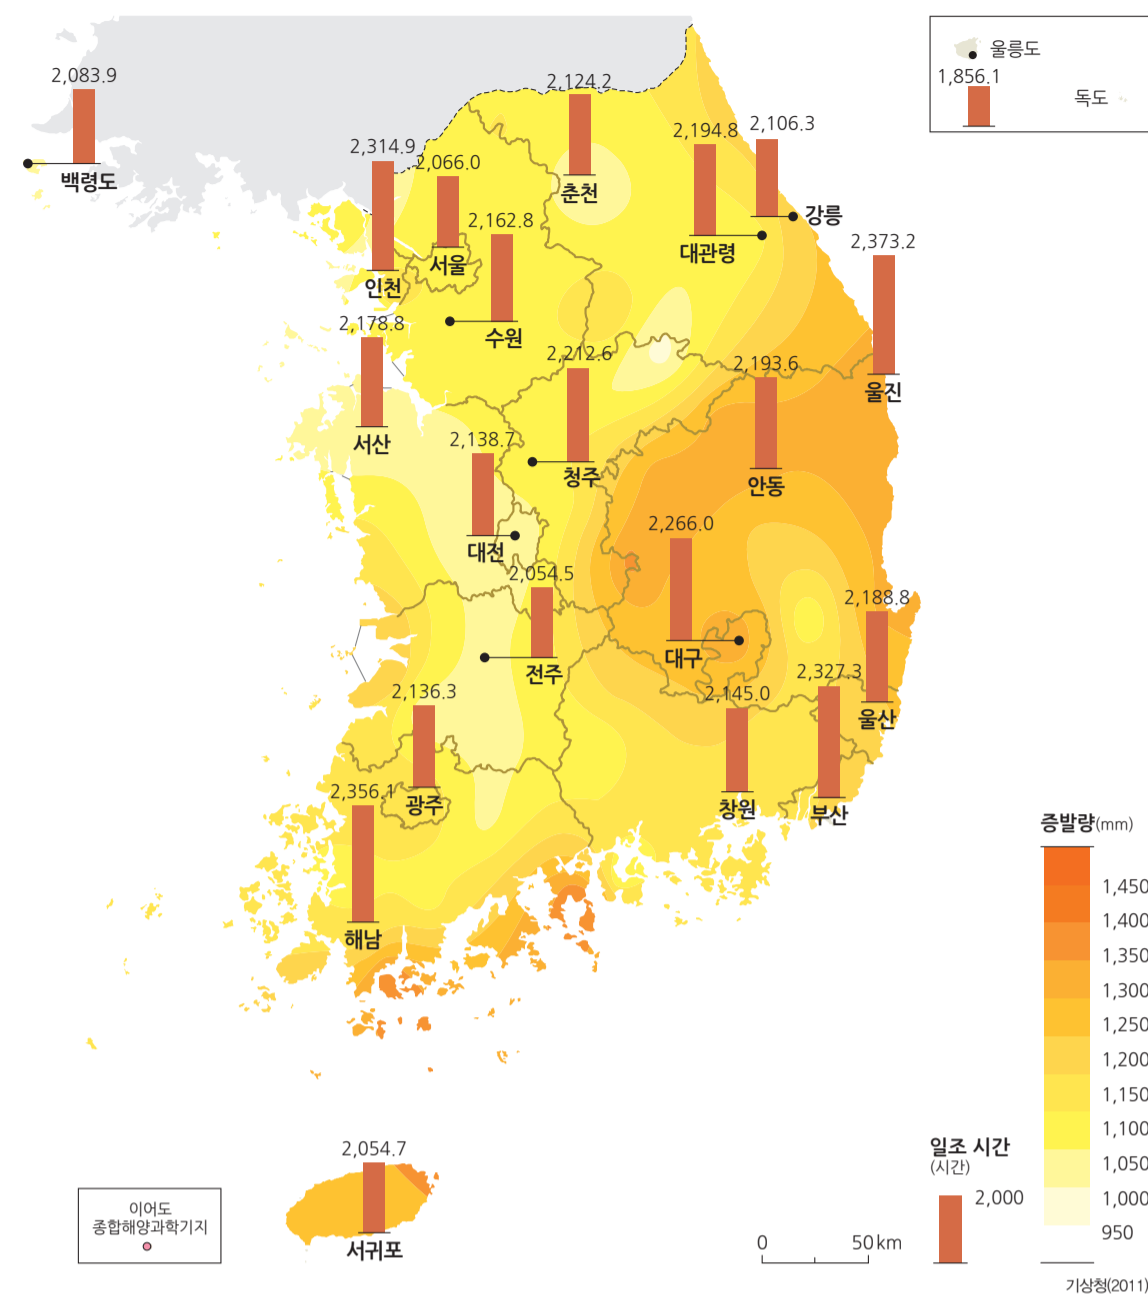 울릉도
1,856.1
독도
2,083.9
백령도
2,124.2
춘천
2,194.8
2,106.3
강릉
대관령
2,314.9
2,066.0
서울
인천
2,162.8
수원
2,373.2
울진
2,178.8
서산
2,212.6
청주
2,193.6
안동
2,138.7
대전
2,266.0
대구
2,054.5
전주
2,188.8
울산
2,327.3
부산
2,145.0
창원
2,136.3
광주
2,356.1
해남
2,054.7
서귀포
이어도
종합해양과학기지
증발량(mm)
1,450
1,400
1,350
1,300
1,250
1,200
1,150
1,100
1,050
1,000
950
일조 시간
(시간)
2,000
0 50km
기상청(2011)